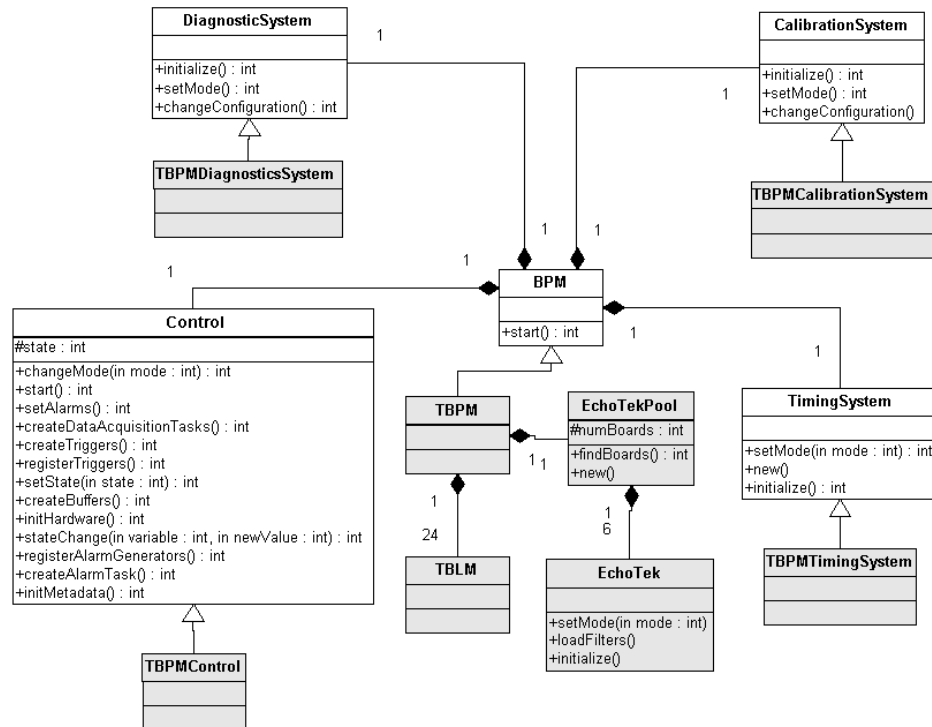 DiagnosticSystem
+initialize() : int
+setMode() : int
+changeConfiguration() : int
1
CalibrationSystem
+initialize() : int
+setMode() : int
+changeConfiguration()
1
TBPMDiagnosticsSystem
TBPMCalibrationSystem
1
1
1
1
BPM
+start() : int
1
1
Control
#state : int
+changeMode(in mode : int) : int
+start() : int
+setAlarms() : int
+createDataAcquisitionTasks() : int
+createTriggers() : int
+registerTriggers() : int
+setState(in state : int) : int
+createBuffers() : int
+initHardware() : int
+stateChange(in variable : int, in newValue : int) : int
+registerAlarmGenerators() : int
+createAlarmTask() : int
+initMetadata() : int
TBPM
EchoTekPool
#numBoards : int
+findBoards() : int
+new()
1
1
TimingSystem
+setMode(in mode : int) : int
+new()
+initialize() : int
1
24
1
6
TBLM
EchoTek
+setMode(in mode : int)
+loadFilters()
+initialize()
TBPMTimingSystem
TBPMControl